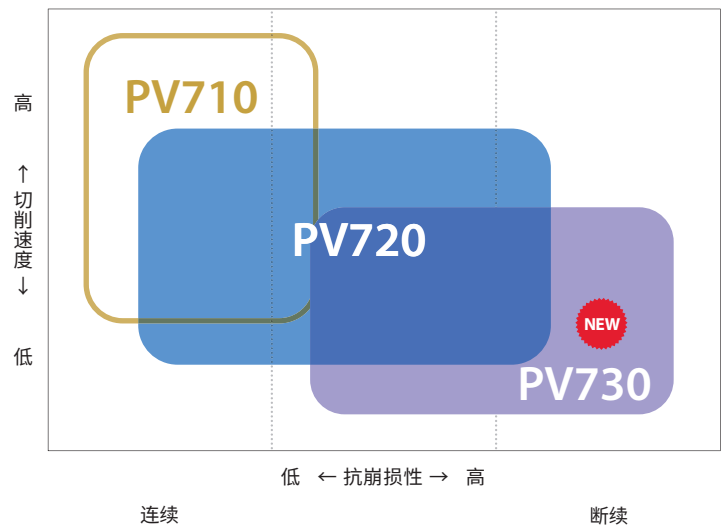 PV710
高
↑
切
削
速
度
↓
低
PV720
NEW
PV730
低 ← 抗崩损性 → 高
连续
断续